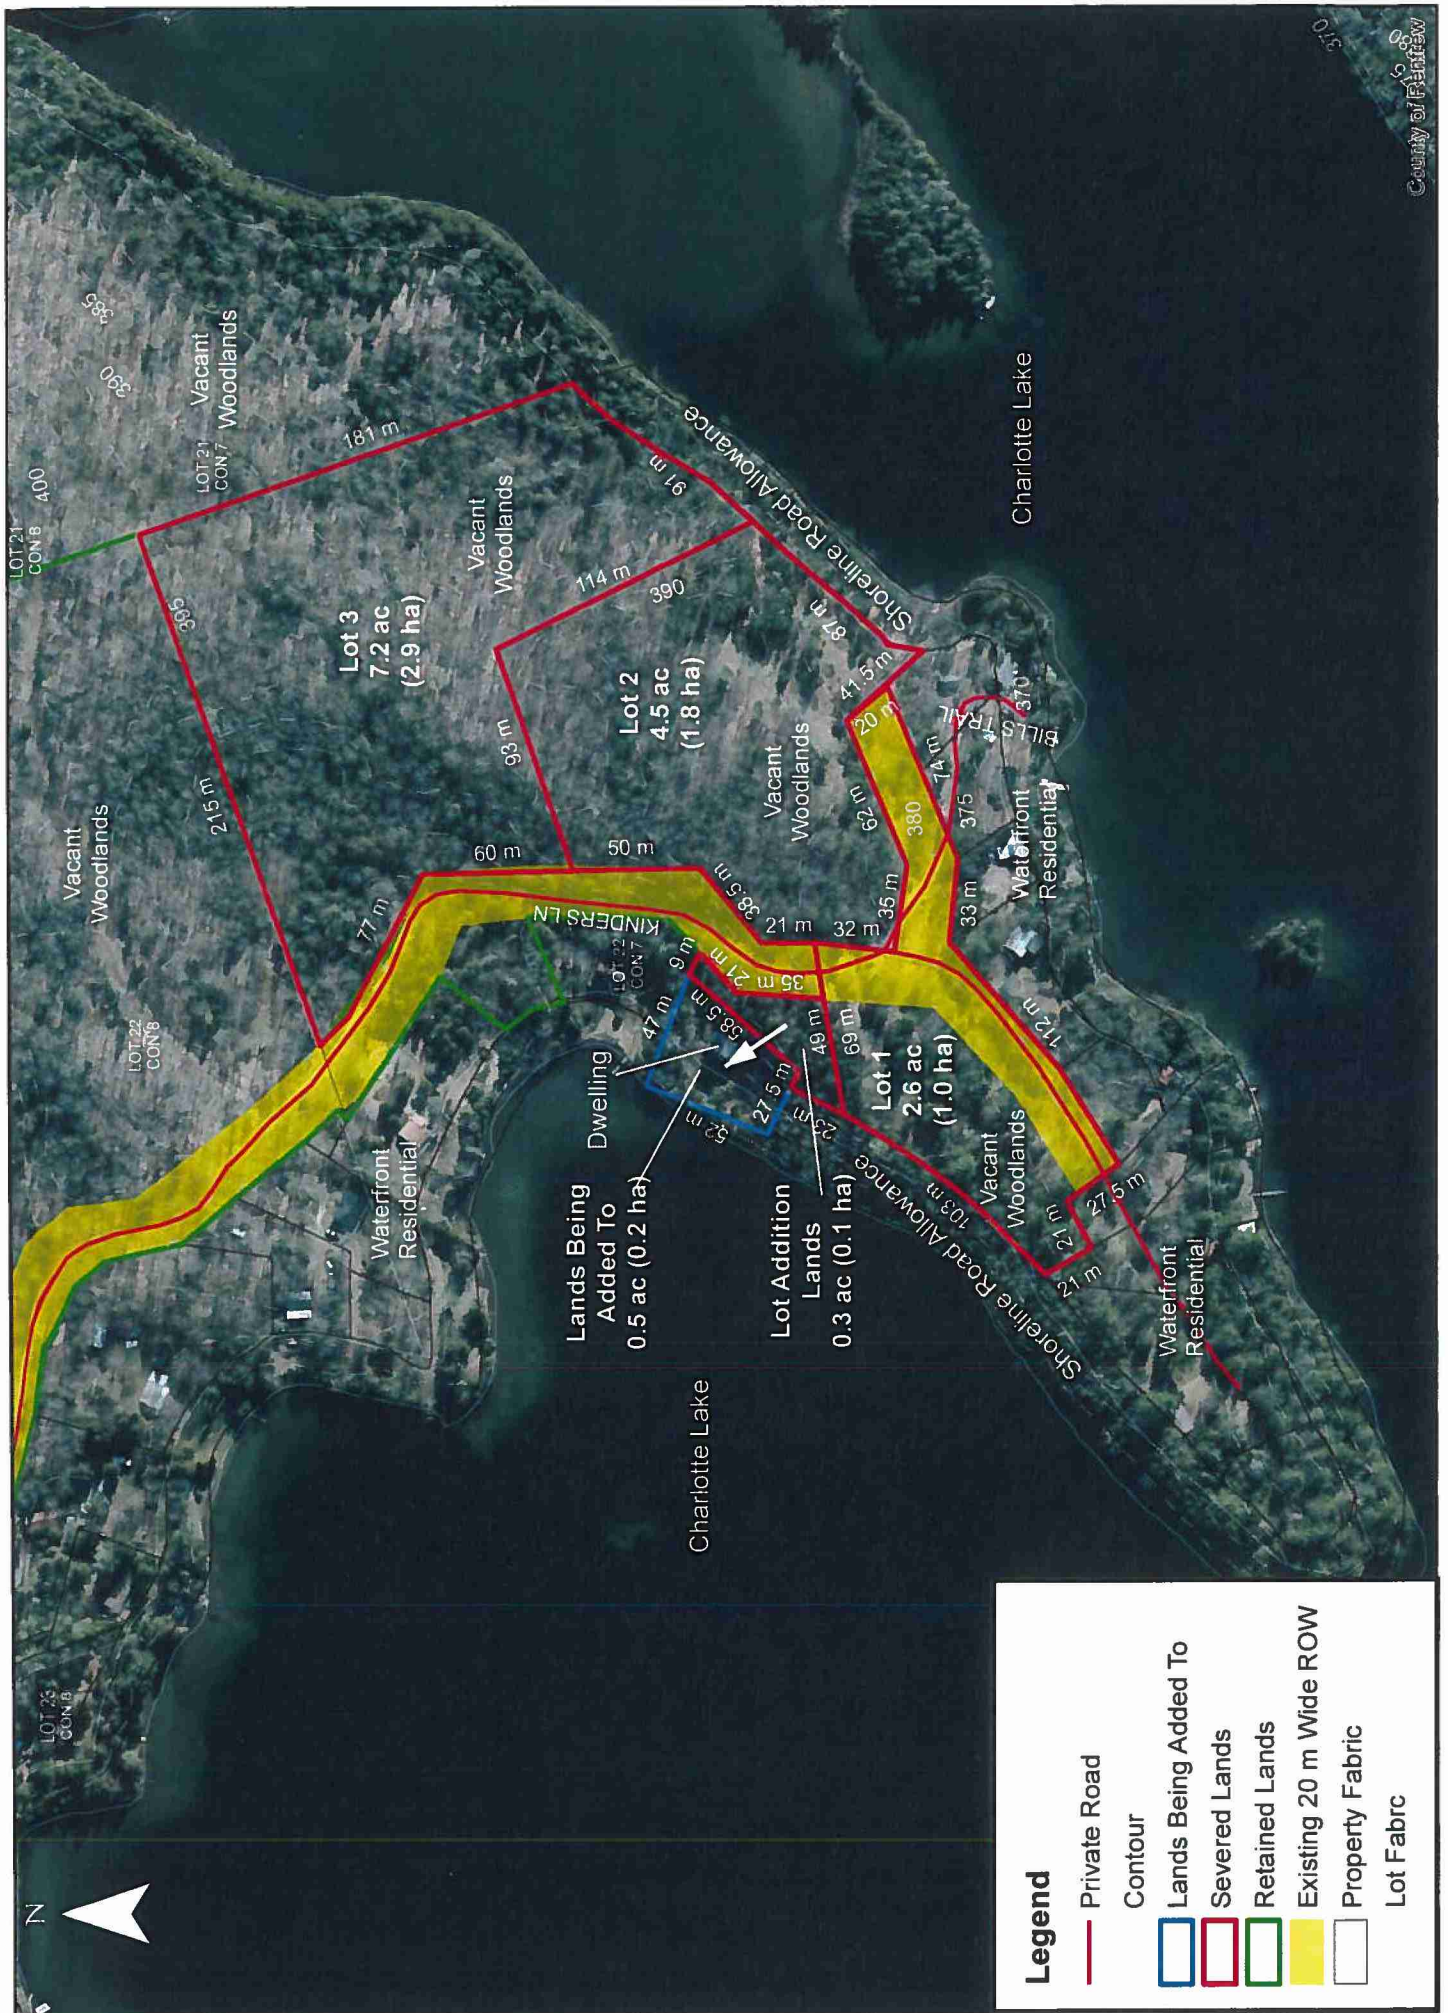 N
LOT 23
CON 8
LOT 22
CON 8
LOT 21
CON 8
400
390
385
LOT 21
CON 7
Vacant
Woodlands
Vacant
Woodlands
395
215 m
181 m
77 m
Lot 3
7.2 ac
(2.9 ha)
Waterfront
Residential
Vacant
Woodlands
91 m
60 m
93 m
114 m
390
KINDERS LN
LOT 22
CON 7
50 m
Lot 2
4.5 ac
(1.8 ha)
Shoreline Road Allowance
87 m
Dwelling
Lands Being
Added To
0.5 ac (0.2 ha)
47 m
9 m
58.5 m
21 m
35 m
52 m
27.5 m
38.5 m
21 m
32 m
Vacant
Woodlands
41.5 m
20 m
62 m
35 m
380
74 m
33 m
375
BILLS TRAIL
370
Lot Addition
Lands
0.3 ac (0.1 ha)
23 m
49 m
69 m
Lot 1
2.6 ac
(1.0 ha)
112 m
Shoreline Road Allowance
103 m
Vacant
Woodlands
21 m
21 m
27.5 m
Waterfront
Residential
Waterfront
Residential
Charlotte Lake
Charlotte Lake
370
375
380
County of Renfrew
Legend
Private Road
Contour
Lands Being Added To
Severed Lands
Retained Lands
Existing 20 m Wide ROW
Property Fabric
Lot Fabrc